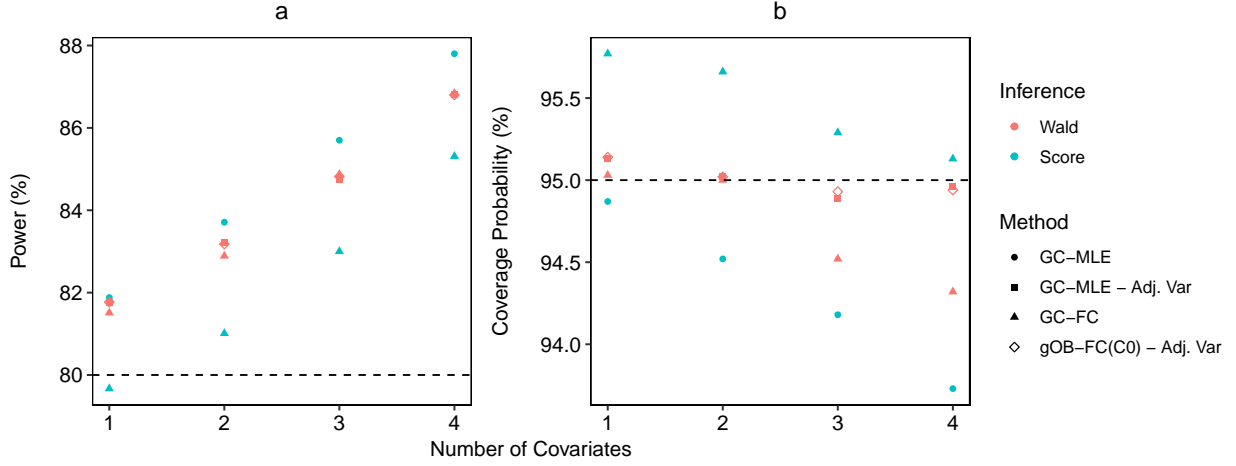 a
b
88
86
84
82
80
Power (%)
1
2
3
4
95.5
95.0
94.5
94.0
Coverage Probability (%)
1
2
3
4
Number of Covariates
Inference
Wald
Score
Method
GC−MLE
GC−MLE − Adj. Var
GC−FC
gOB−FC(C0) − Adj. Var